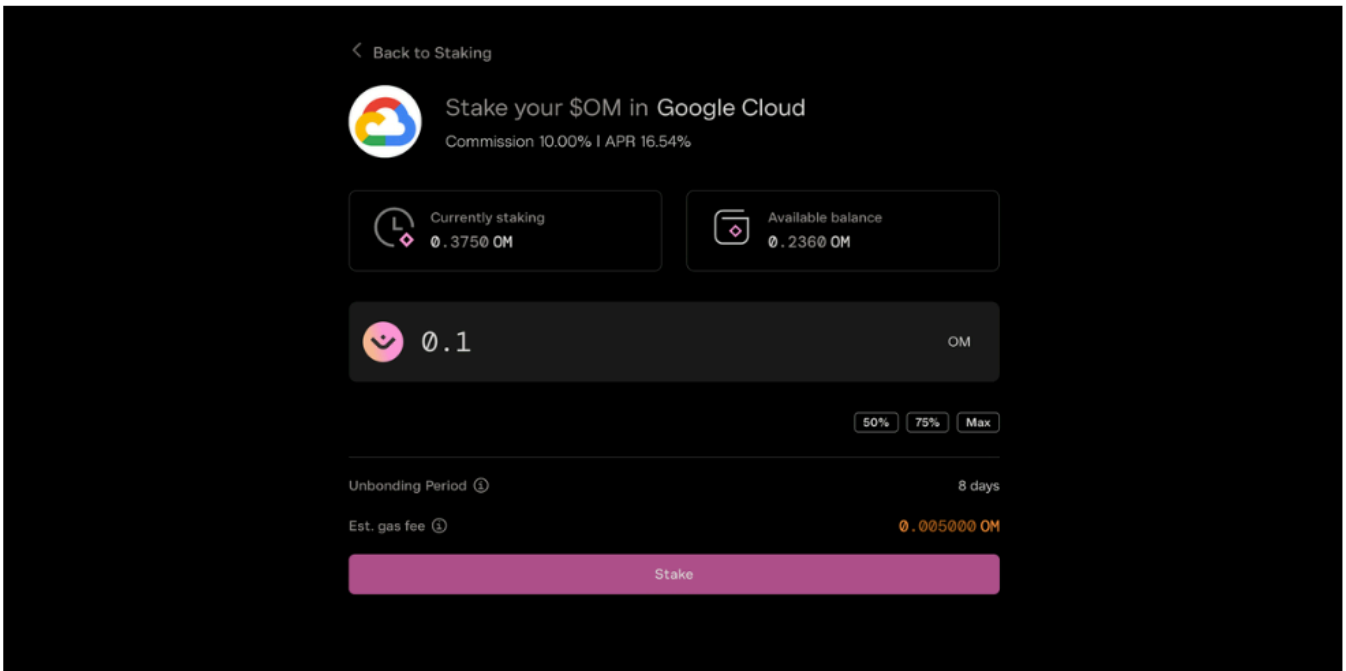 Back to Staking
Stake your $OM in Google Cloud
Commission 10.00% | APR 16.54%
Currently staking
0.3750 OM
Available balance
0.2360 OM
0.1 OM
50% 75% Max
Unbonding Period 8 days
Est. gas fee 0.005000 OM
Stake